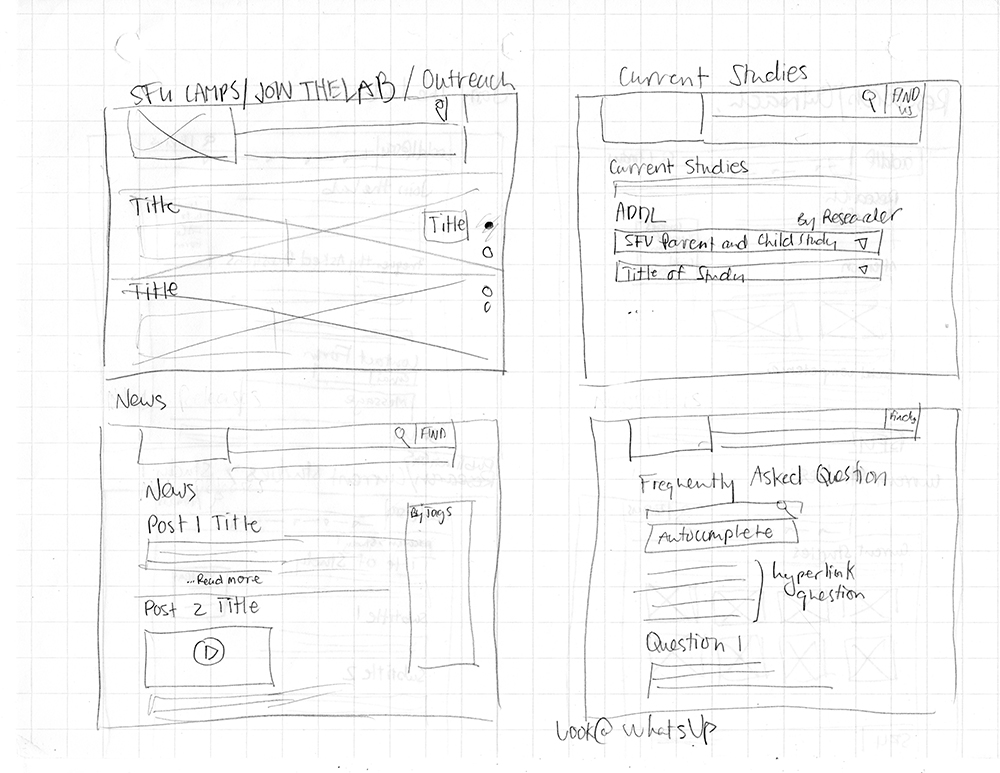 SFU CAMPS/JOIN THE LAB / Outreach
Title
Title
Title
Current Studies
FIND US
Current Studies
ADDL
By Researcher
SFU Parent and Child Study
Title of Study
...
News
FIND
News
Post 1 Title
...Read more
Post 2 Title
By Tags
Find us
Frequently Asked Question
Autocomplete
hyperlink
question
Question 1
Look@ WhatsUp